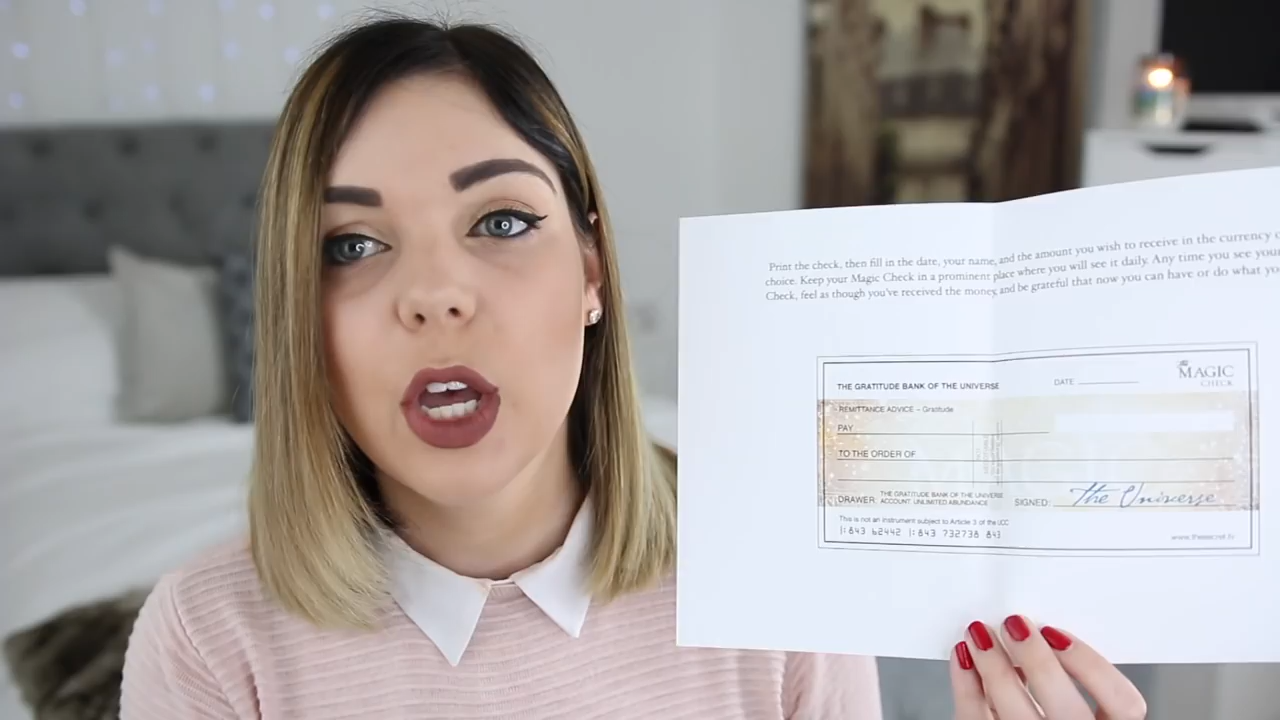 Print the check, then fill in the date, your name, and the amount you wish to receive in the currency
choice. Keep your Magic Check in a prominent place where you will see it daily. Any time you see your
Check, feel as though you've received the money, and be grateful that now you can have or do what
THE GRATITUDE BANK OF THE UNIVERSE
DATE
the MAGIC
CHECK
REMITTANCE ADVICE – Gratitude
PAY
TO THE ORDER OF
DRAWER: THE GRATITUDE BANK OF THE UNIVERSE
ACCOUNT: UNLIMITED ABUNDANCE
SIGNED: The Universe
This is not an instrument subject to Article 3 of the UCC
|:843 62442 |:843 732738 843
www.thesecret.tv